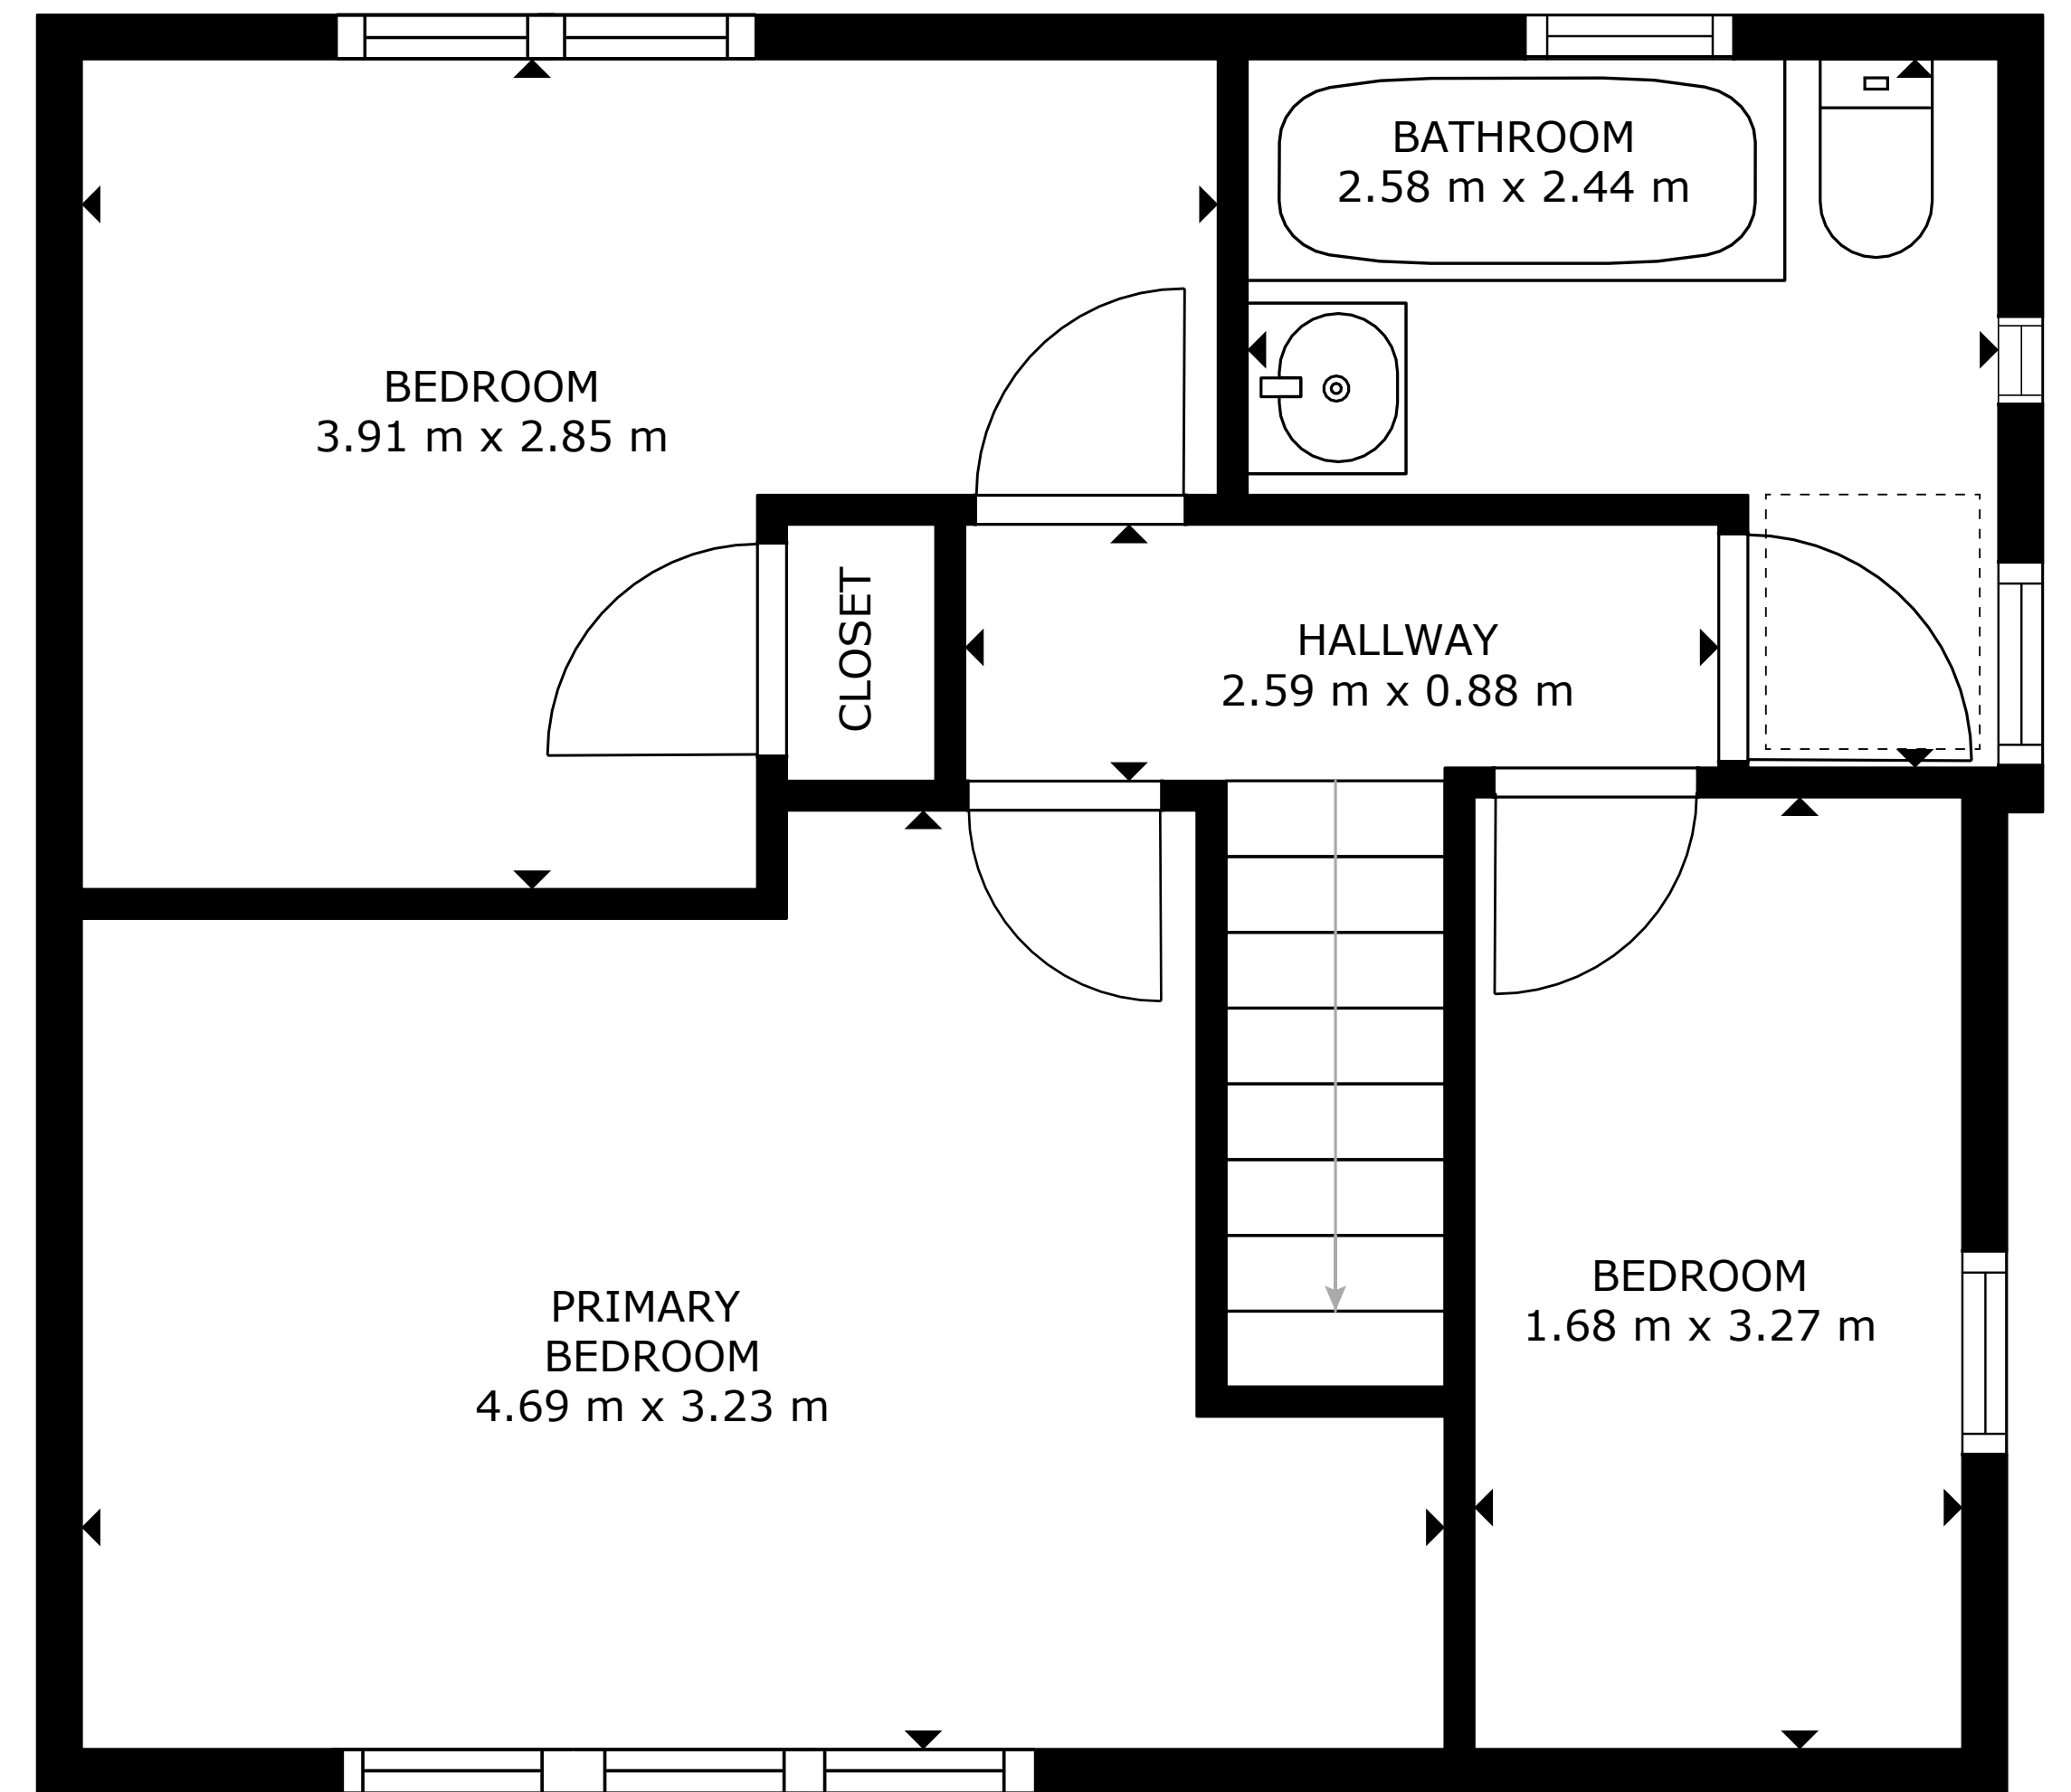 BATHROOM
2.58 m x 2.44 m
BEDROOM
3.91 m x 2.85 m
CLOSET
HALLWAY
2.59 m x 0.88 m
BEDROOM
1.68 m x 3.27 m
PRIMARY
BEDROOM
4.69 m x 3.23 m